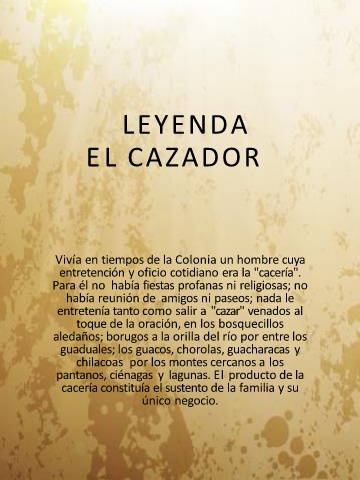 LEYENDA
EL CAZADOR
Vivía en tiempos de la Colonia un hombre cuya
entretención y oficio cotidiano era la "cacería".
Para él no había fiestas profanas ni religiosas; no
había reunión de amigos ni paseos; nada le
entretenía tanto como salir a "cazar" venados al
toque de la oración, en los bosquecillos
aledaños; borugos a la orilla del río por entre los
guaduales; los guacos, chorolas, guacharacas y
chilacoas por los montes cercanos a los
pantanos, ciénagas y lagunas. El producto de la
cacería constituía el sustento de la familia y su
único negocio.